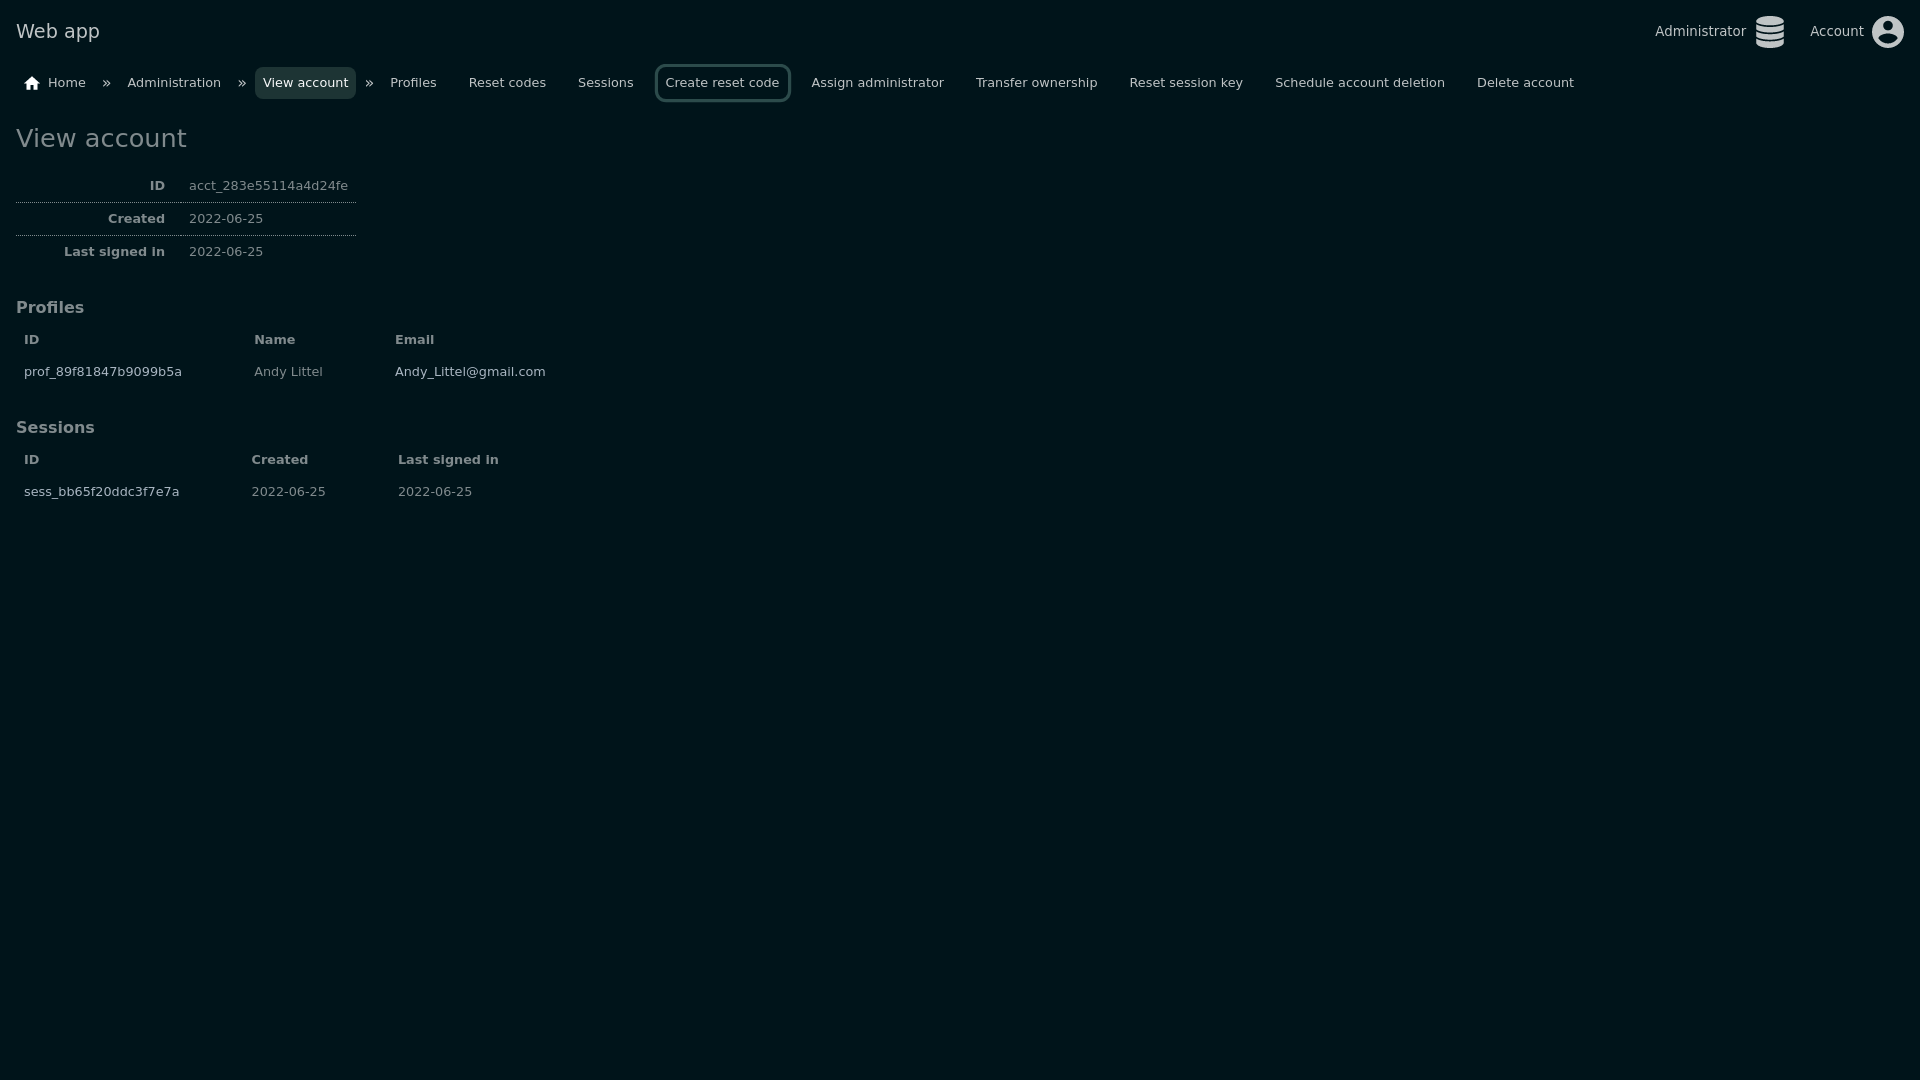 Web app
Administrator Account
Home » Administration » View account » Profiles Reset codes Sessions Create reset code Assign administrator Transfer ownership Reset session key Schedule account deletion Delete account
View account
ID acct_283e55114a4d24fe
Created 2022-06-25
Last signed in 2022-06-25
Profiles
ID Name Email
prof_89f81847b9099b5a Andy Littel Andy_Littel@gmail.com
Sessions
ID Created Last signed in
sess_bb65f20ddc3f7e7a 2022-06-25 2022-06-25